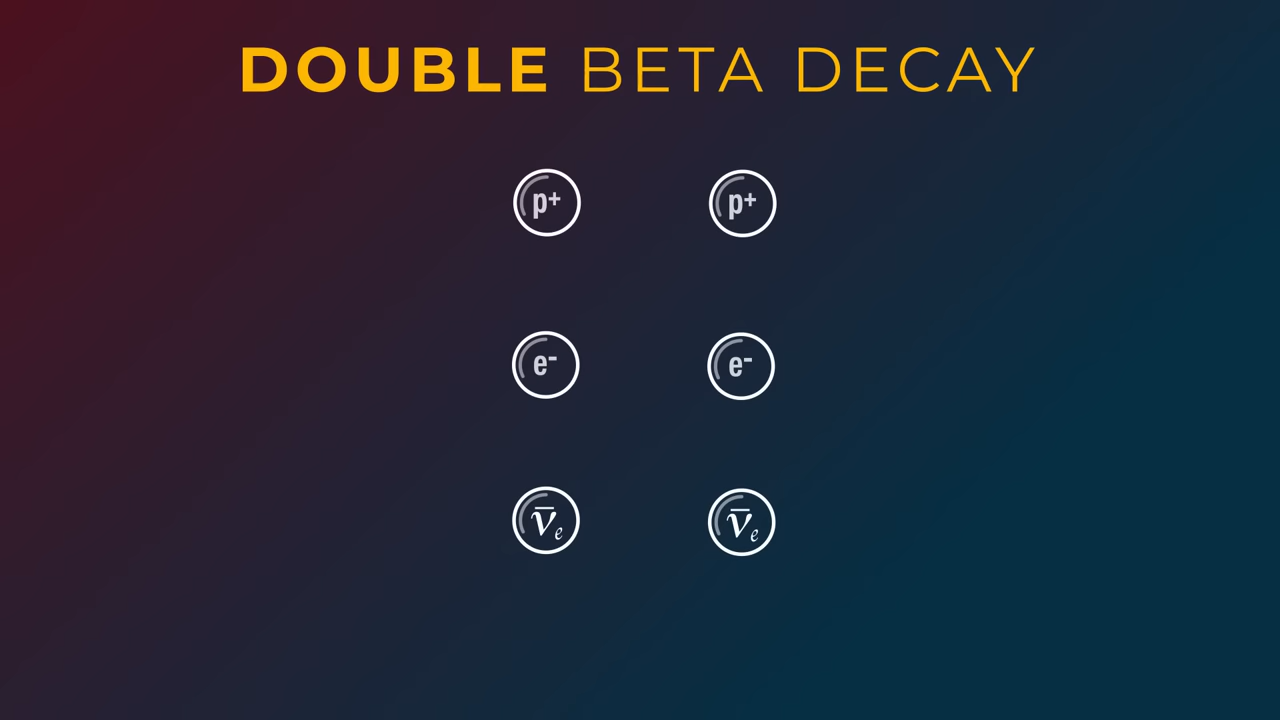 DOUBLE BETA DECAY
p⁺ p⁺
e⁻ e⁻
ν̅ₑ ν̅ₑ